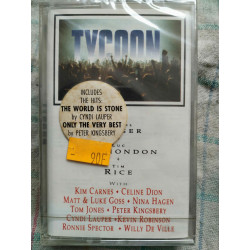 TYCOON
INCLUDES
THE HITS:
THE WORLD IS STONE
by CYNDI LAUPER
ONLY THE VERY BEST
by PETER KINGSBERY
TIM
RICE
WITH
KIM CARNES • CELINE DION
MATT & LUKE GOSS • NINA HAGEN
TOM JONES • PETER KINGSBERY
CYNDI LAUPER • KEVIN ROBINSON
RONNIE SPECTOR • WILLY DE VILLE